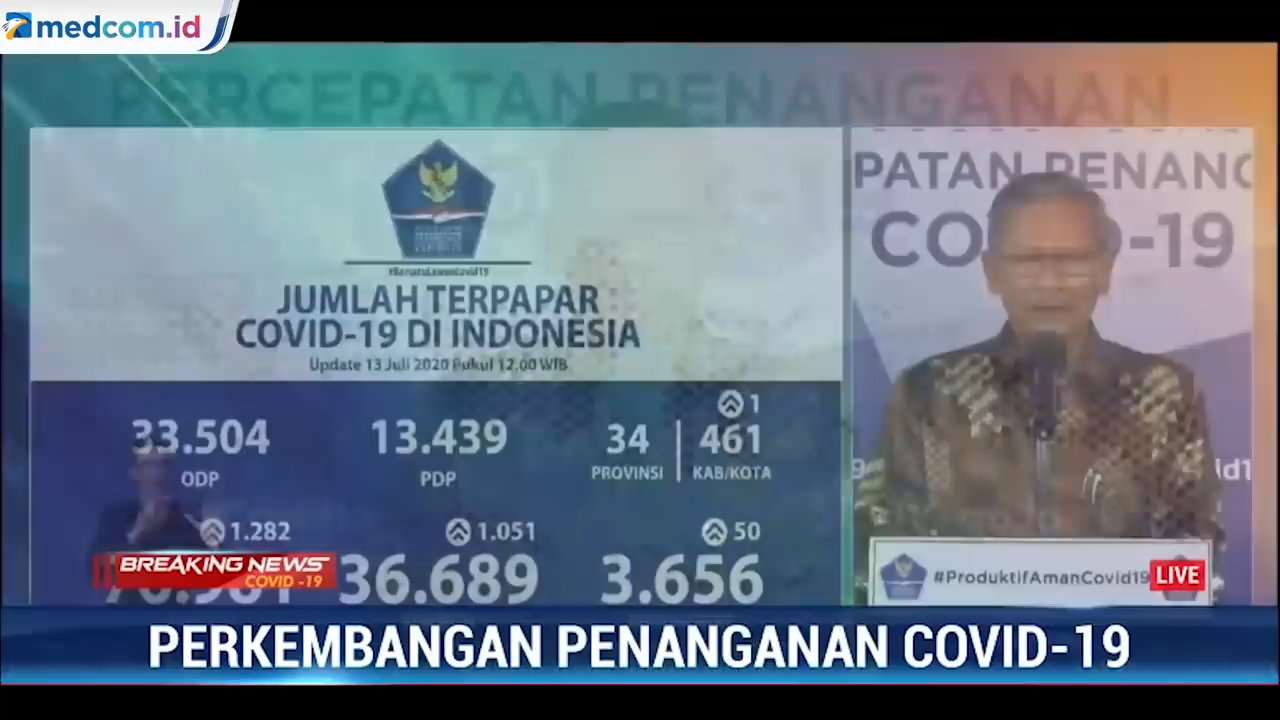 medcom.id
PERCEPATAN PENANGANAN
PATAN PENANG
COVID-19
#BersatuLawanCovid19
JUMLAH TERPAPAR
COVID-19 DI INDONESIA
Update 13 Juli 2020 Pukul 12.00 WIB
1
33.504
13.439
34
461
ODP
PDP
PROVINSI
KAB/KOTA
1.282
1.051
50
36.689
3.656
BREAKING NEWS
COVID -19
#ProduktifAmanCovid19
LIVE
PERKEMBANGAN PENANGANAN COVID-19